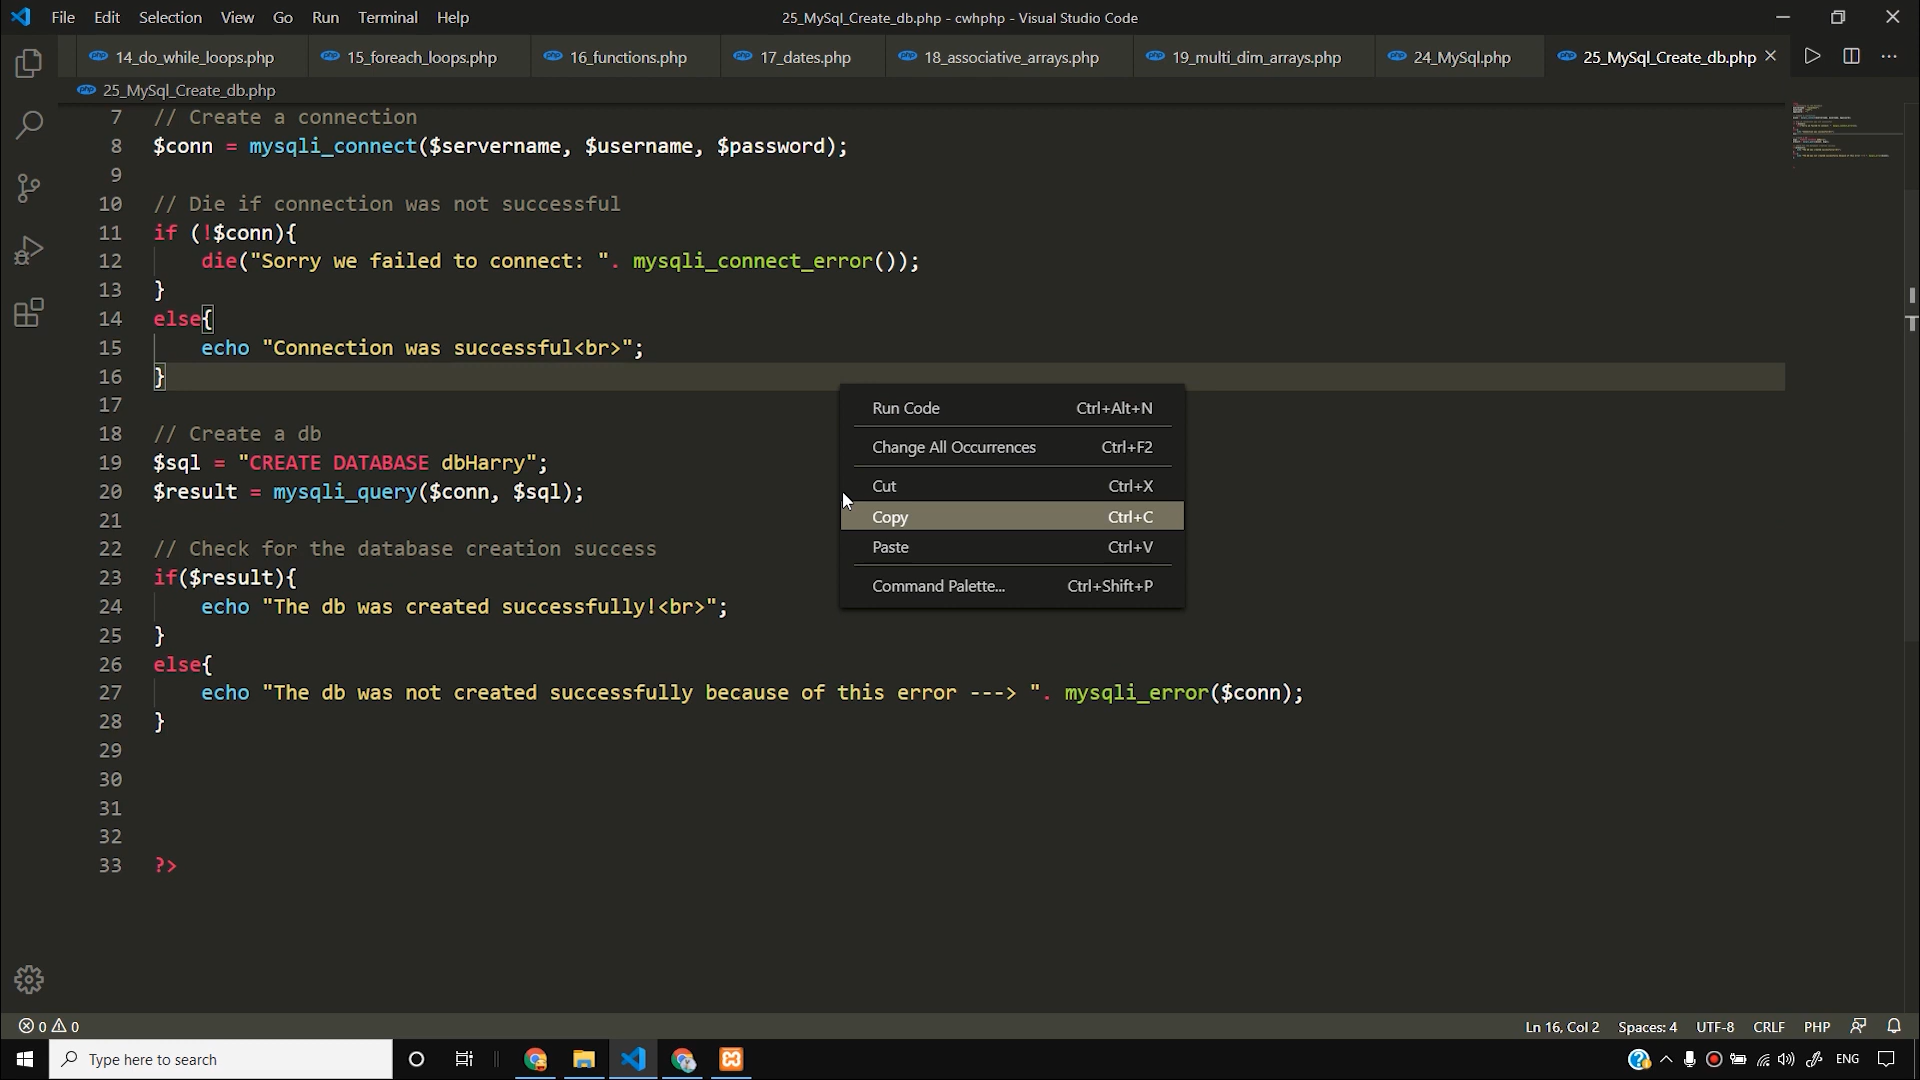 File Edit Selection View Go Run Terminal Help 25_MySql_Create_db.php - cwhphp - Visual Studio Code
14_do_while_loops.php 15_foreach_loops.php 16_functions.php 17_dates.php 18_associative_arrays.php 19_multi_dim_arrays.php 24_MySql.php 25_MySql_Create_db.php
25_MySql_Create_db.php
7 // Create a connection
8 $conn = mysqli_connect($servername, $username, $password);
9
10 // Die if connection was not successful
11 if (!$conn){
12     die("Sorry we failed to connect: ". mysqli_connect_error());
13 }
14 else{
15     echo "Connection was successful<br>";
16 }
17
18 // Create a db
19 $sql = "CREATE DATABASE dbHarry";
20 $result = mysqli_query($conn, $sql);
21
22 // Check for the database creation success
23 if($result){
24     echo "The db was created successfully!<br>";
25 }
26 else{
27     echo "The db was not created successfully because of this error ---> ". mysqli_error($conn);
28 }
29
30
31
32
33 ?>
Run Code Ctrl+Alt+N
Change All Occurrences Ctrl+F2
Cut Ctrl+X
Copy Ctrl+C
Paste Ctrl+V
Command Palette... Ctrl+Shift+P
0 0 Ln 16, Col 2 Spaces: 4 UTF-8 CRLF PHP
Type here to search ENG